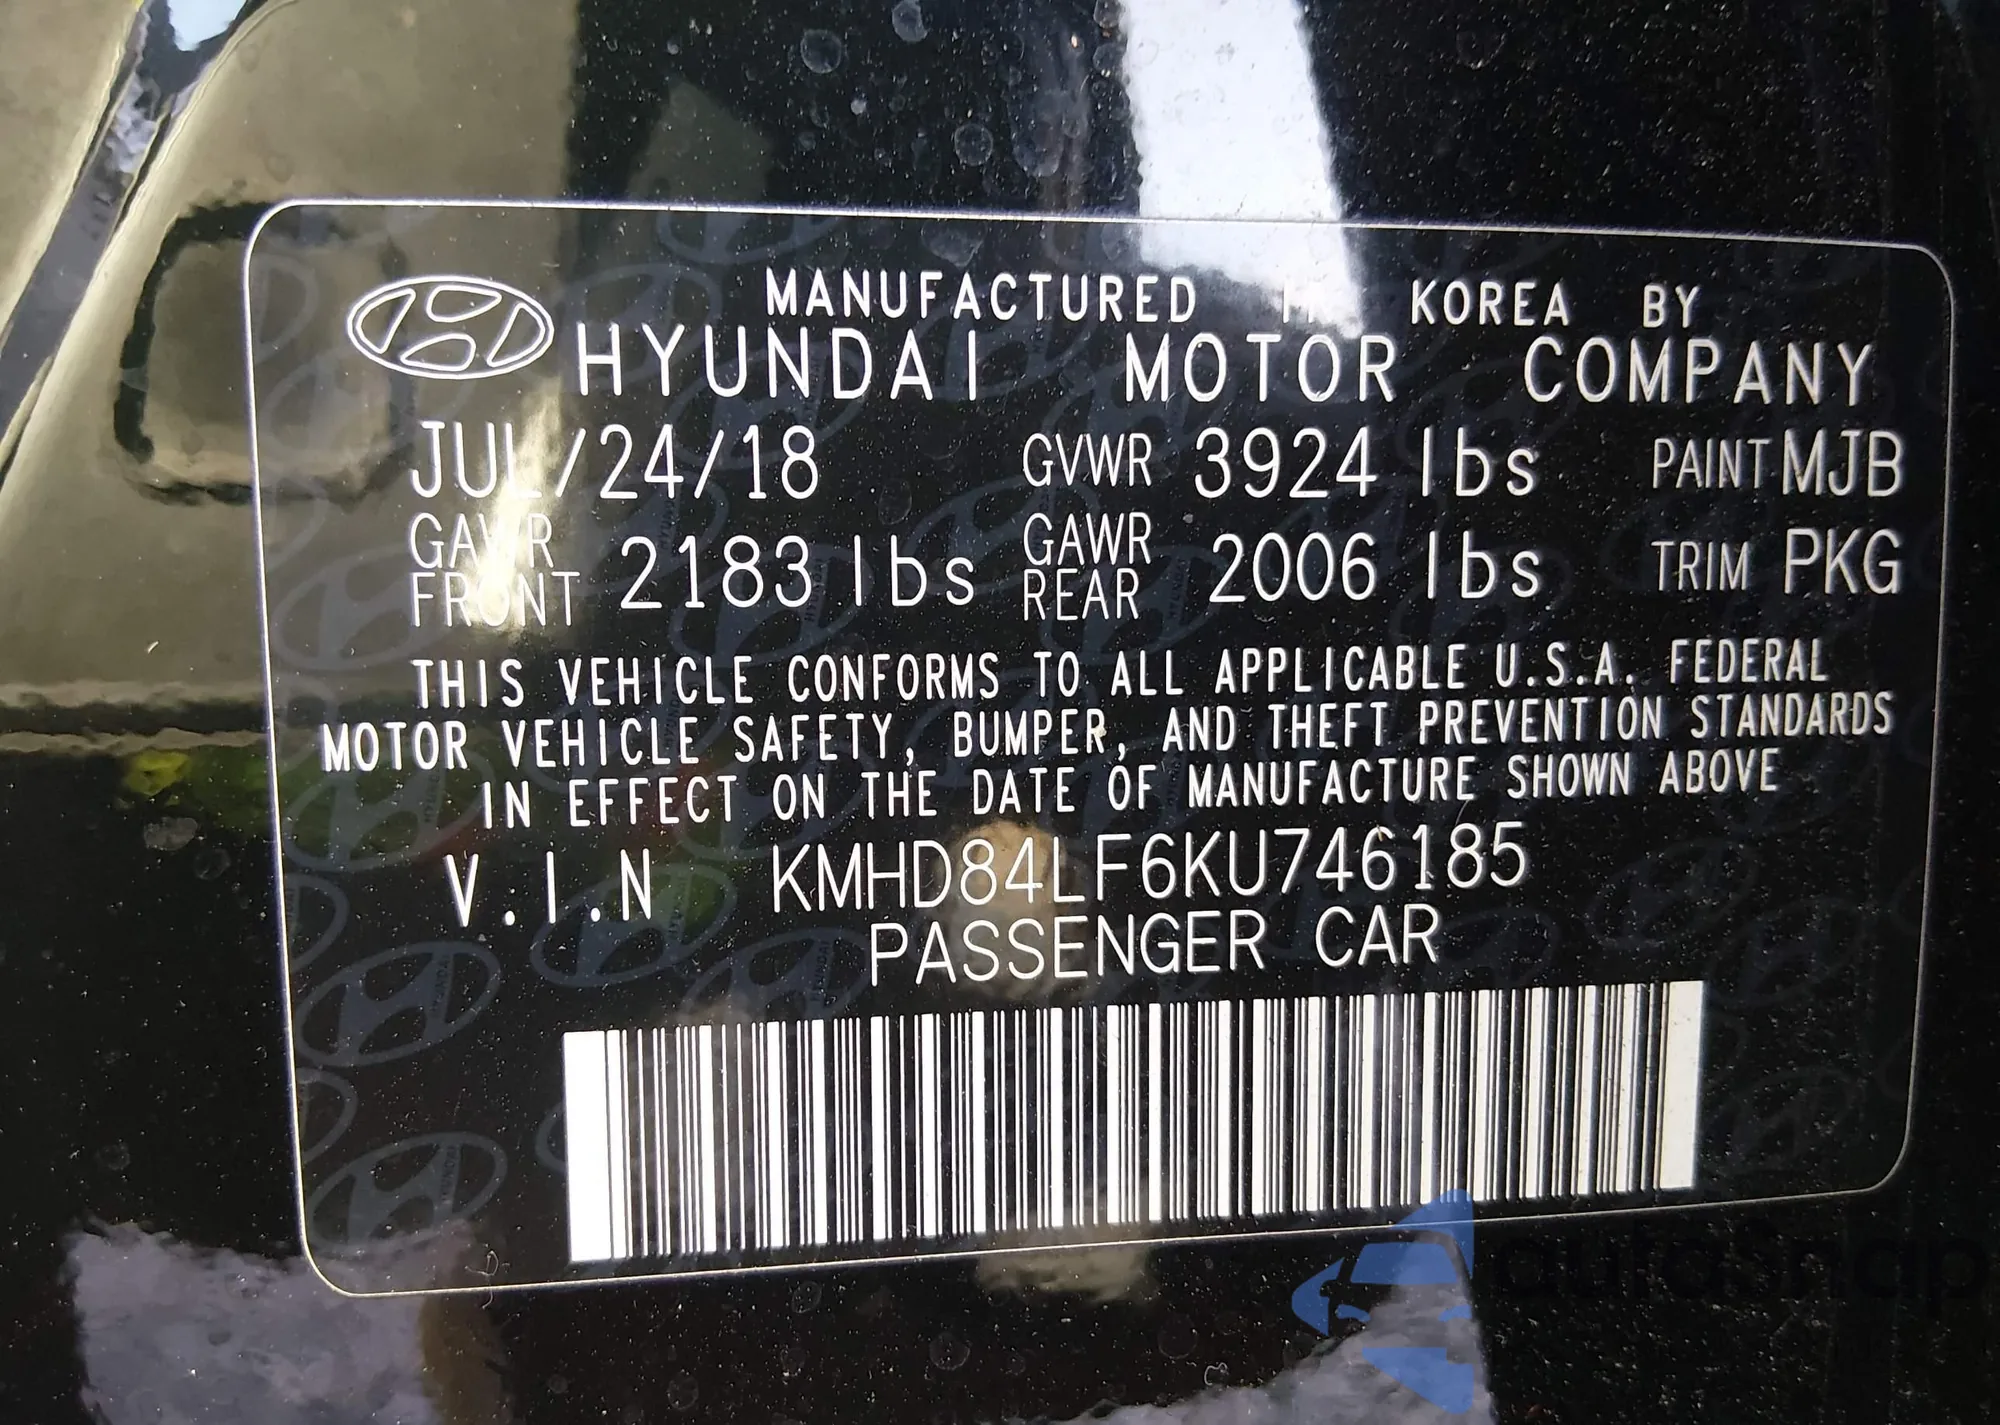 MANUFACTURED IN KOREA BY
HYUNDAI MOTOR COMPANY
JUL/24/18 GVWR 3924 lbs PAINT MJB
GAWR FRONT 2183 lbs GAWR REAR 2006 lbs TRIM PKG
THIS VEHICLE CONFORMS TO ALL APPLICABLE U.S.A. FEDERAL
MOTOR VEHICLE SAFETY, BUMPER, AND THEFT PREVENTION STANDARDS
IN EFFECT ON THE DATE OF MANUFACTURE SHOWN ABOVE
V.I.N KMHD84LF6KU746185
PASSENGER CAR
autosnap